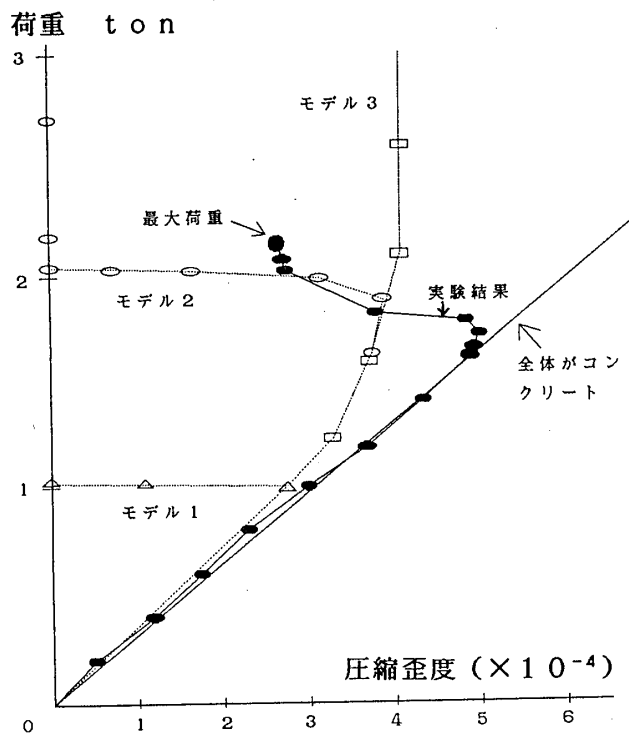 荷重 ton
3
モデル3
最大荷重
実験結果
2
モデル2
全体がコン
クリート
1
モデル1
圧縮歪度(×10⁻⁴)
0 1 2 3 4 5 6